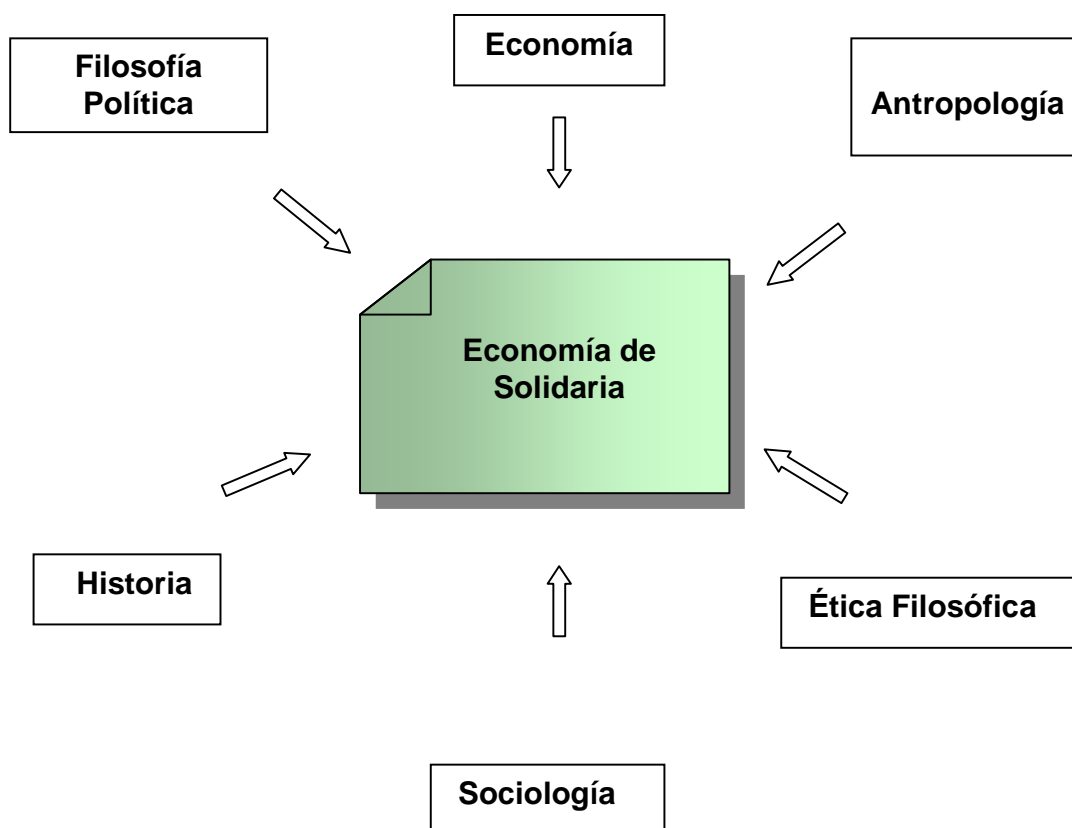 Economía
Filosofía
Política
Antropología
Economía de
Solidaria
Historia
Ética Filosófica
Sociología